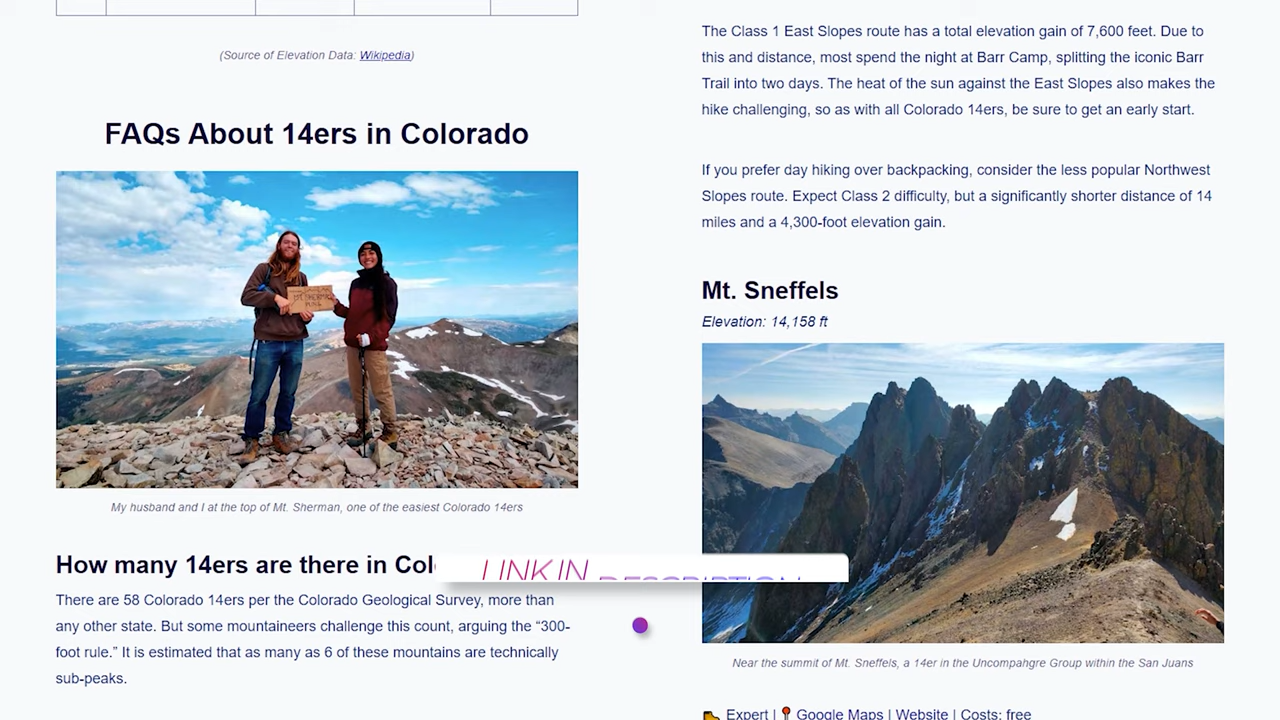 (Source of Elevation Data: Wikipedia)
FAQs About 14ers in Colorado
My husband and I at the top of Mt. Sherman, one of the easiest Colorado 14ers
How many 14ers are there in Col
There are 58 Colorado 14ers per the Colorado Geological Survey, more than
any other state. But some mountaineers challenge this count, arguing the “300-
foot rule.” It is estimated that as many as 6 of these mountains are technically
sub-peaks.
LINK IN DESCRIPTION
The Class 1 East Slopes route has a total elevation gain of 7,600 feet. Due to
this and distance, most spend the night at Barr Camp, splitting the iconic Barr
Trail into two days. The heat of the sun against the East Slopes also makes the
hike challenging, so as with all Colorado 14ers, be sure to get an early start.
If you prefer day hiking over backpacking, consider the less popular Northwest
Slopes route. Expect Class 2 difficulty, but a significantly shorter distance of 14
miles and a 4,300-foot elevation gain.
Mt. Sneffels
Elevation: 14,158 ft
Near the summit of Mt. Sneffels, a 14er in the Uncompahgre Group within the San Juans
Expert | Google Maps | Website | Costs: free